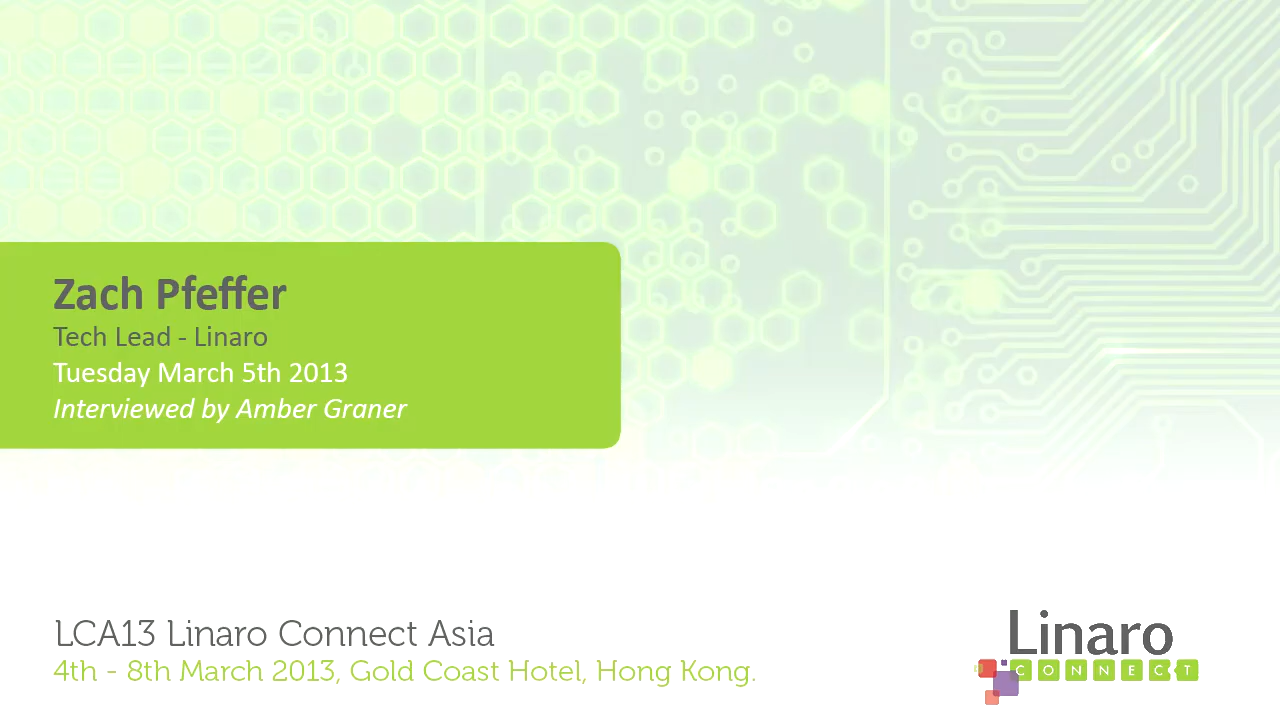 Zach Pfeffer
Tech Lead - Linaro
Tuesday March 5th 2013
Interviewed by Amber Graner
LCA13 Linaro Connect Asia
4th - 8th March 2013, Gold Coast Hotel, Hong Kong.
Linaro
CONNECT